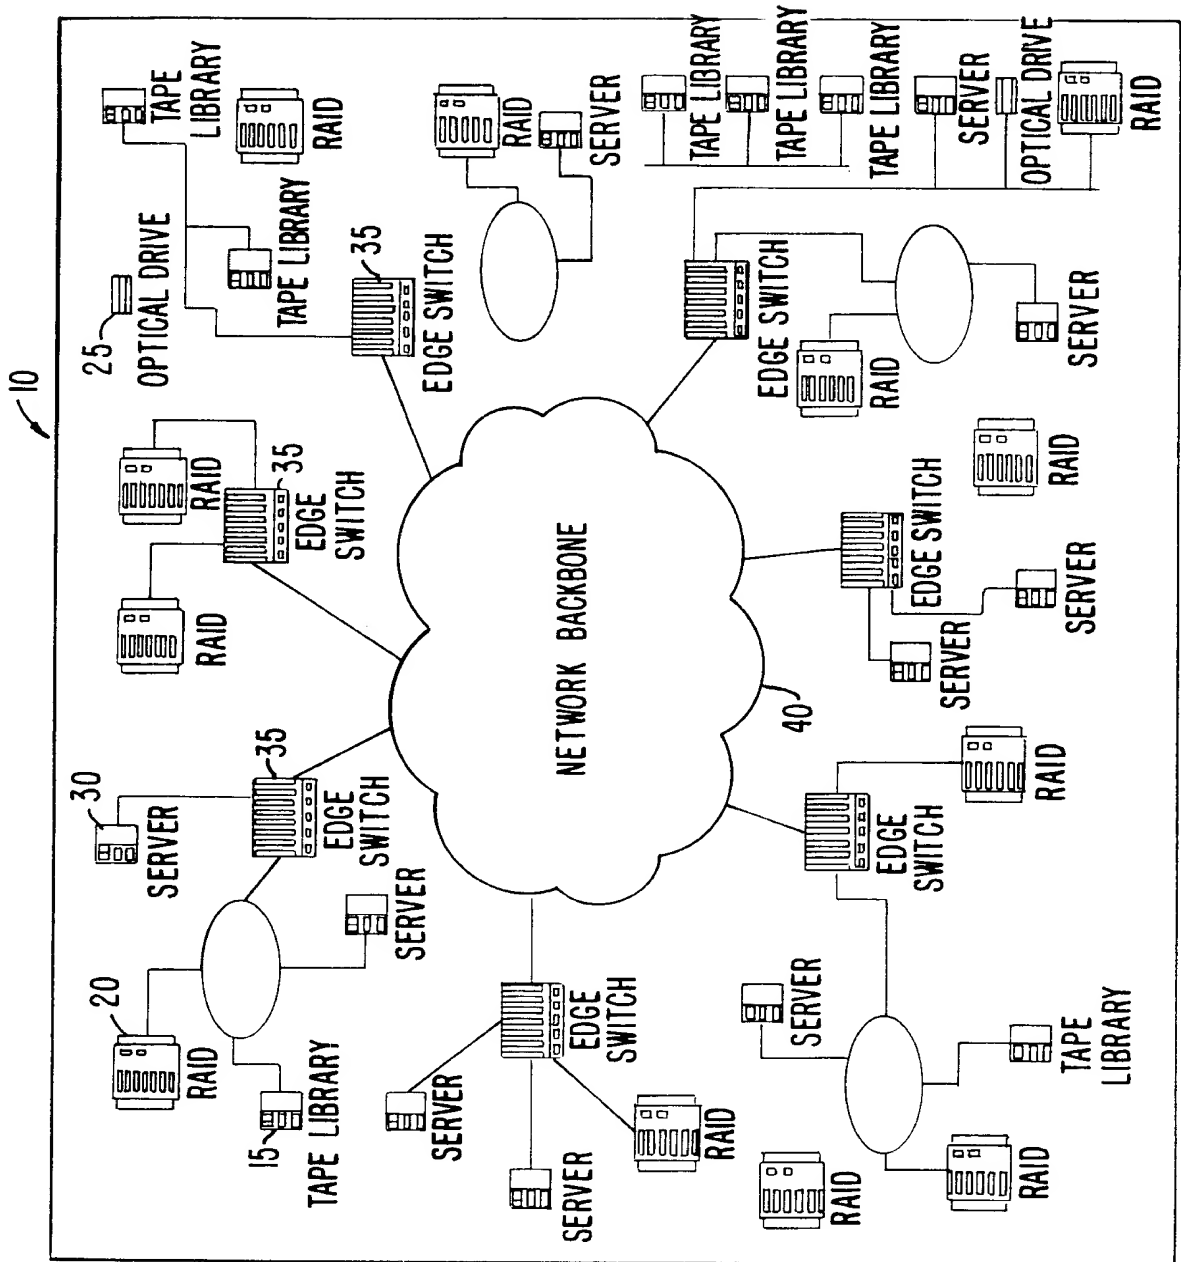 10
30
25
20
OPTICAL DRIVE
SERVER
TAPE
LIBRARY
RAID
RAID
RAID
15
35
35
TAPE LIBRARY
TAPE LIBRARY
EDGE
SWITCH
EDGE
SWITCH
RAID
35
SERVER
EDGE SWITCH
SERVER
RAID
SERVER
EDGE
SWITCH
NETWORK BACKBONE
SERVER
TAPE LIBRARY
RAID
EDGE SWITCH
TAPE LIBRARY
40
SERVER
RAID
RAID
TAPE LIBRARY
EDGE
SWITCH
EDGE SWITCH
SERVER
SERVER
RAID
RAID
OPTICAL DRIVE
RAID
TAPE
LIBRARY
SERVER
SERVER
RAID